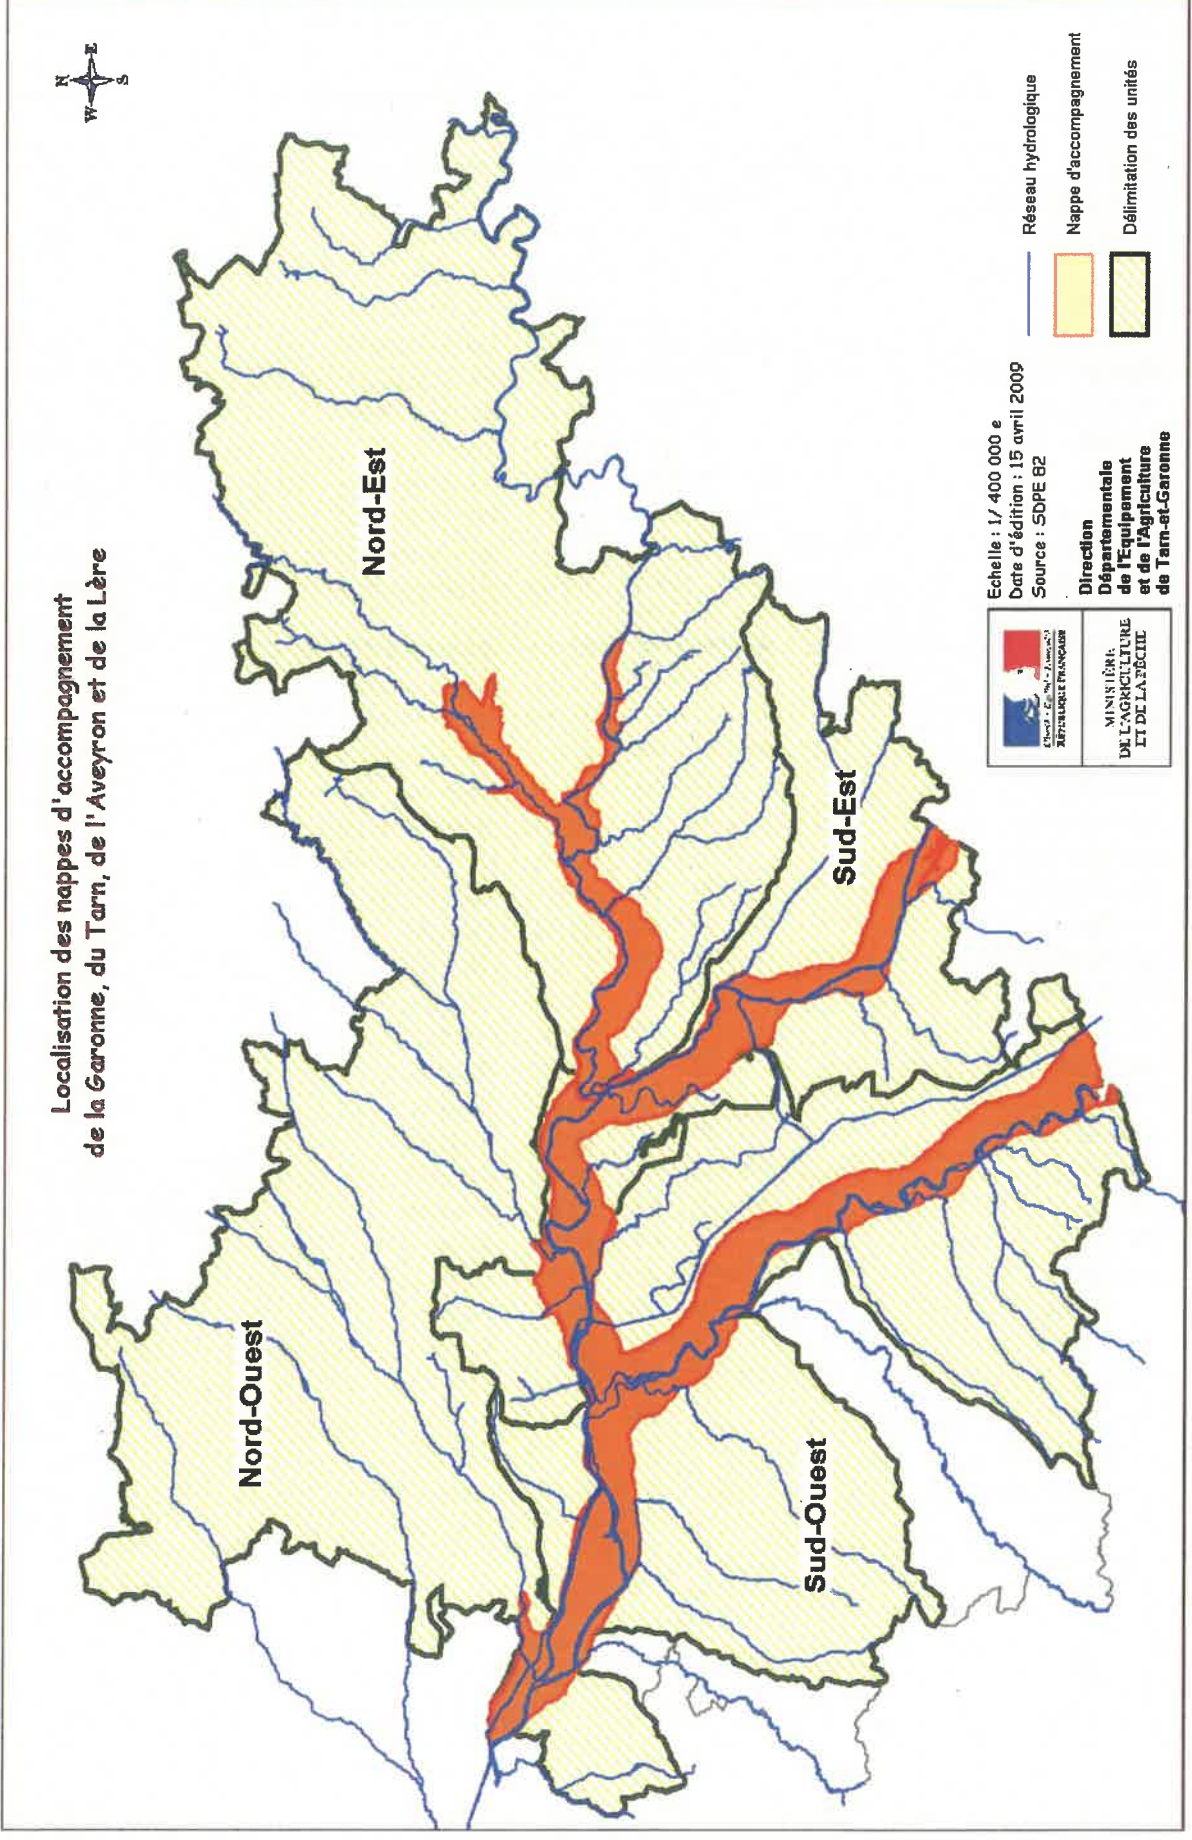 Localisation des nappes d'accompagnement
de la Garonne, du Tarn, de l'Aveyron et de la Lère
N
W
E
S
Nord-Est
Nord-Ouest
Sud-Est
Sud-Ouest
Echelle : 1/ 400 000 e
Date d'édition : 15 avril 2009
Source : SDPE 82
Réseau hydrologique
Nappe d'accompagnement
Délimitation des unités
RÉPUBLIQUE FRANÇAISE
MINISTÈRE
DE L'AGRICULTURE
ET DE LA PÊCHE
Direction
Départementale
de l'Equipement
et de l'Agriculture
de Tarn-et-Garonne